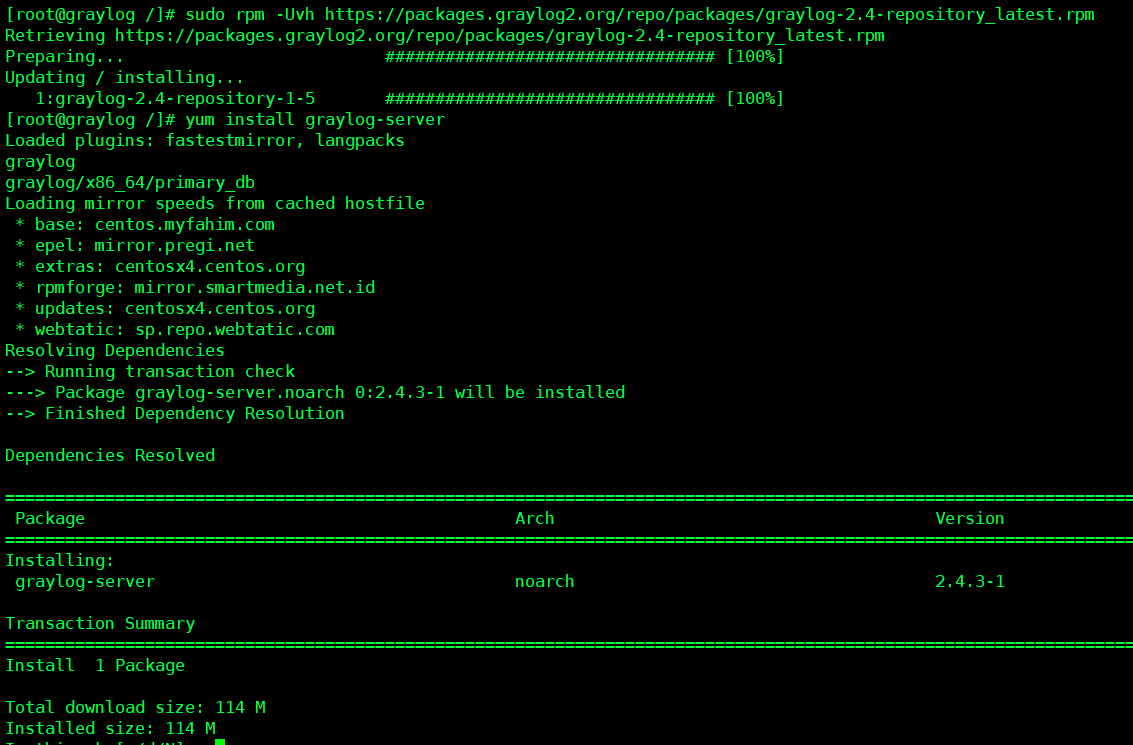 [root@graylog /]# sudo rpm -Uvh https://packages.graylog2.org/repo/packages/graylog-2.4-repository_latest.rpm
Retrieving https://packages.graylog2.org/repo/packages/graylog-2.4-repository_latest.rpm
Preparing...                          ################################# [100%]
Updating / installing...
   1:graylog-2.4-repository-1-5       ################################# [100%]
[root@graylog /]# yum install graylog-server
Loaded plugins: fastestmirror, langpacks
graylog
graylog/x86_64/primary_db
Loading mirror speeds from cached hostfile
 * base: centos.myfahim.com
 * epel: mirror.pregi.net
 * extras: centosx4.centos.org
 * rpmforge: mirror.smartmedia.net.id
 * updates: centosx4.centos.org
 * webtatic: sp.repo.webtatic.com
Resolving Dependencies
--> Running transaction check
---> Package graylog-server.noarch 0:2.4.3-1 will be installed
--> Finished Dependency Resolution

Dependencies Resolved

=================================================================================================================
 Package                                           Arch                                      Version
=================================================================================================================
Installing:
 graylog-server                                    noarch                                    2.4.3-1

Transaction Summary
=================================================================================================================
Install  1 Package

Total download size: 114 M
Installed size: 114 M